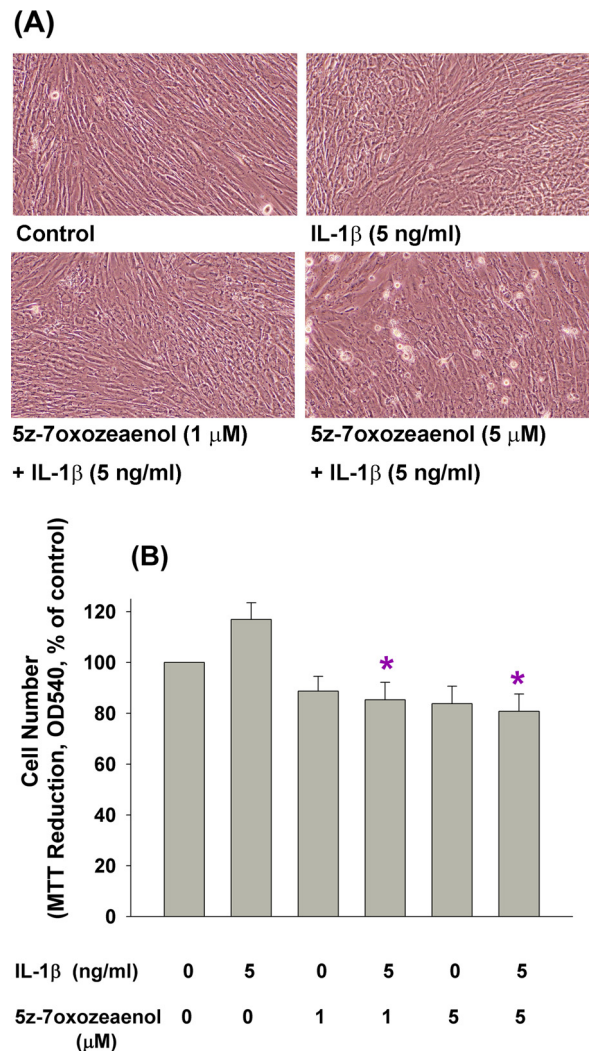 (A)
Control
IL-1β (5 ng/ml)
5z-7oxozeaenol (1 μM)
+ IL-1β (5 ng/ml)
5z-7oxozeaenol (5 μM)
+ IL-1β (5 ng/ml)
(B)
Cell Number
(MTT Reduction, OD540, % of control)
120
100
80
60
40
20
0
*
*
IL-1β (ng/ml) 0 5 0 5 0 5
5z-7oxozeaenol 0 0 1 1 5 5
(μM)